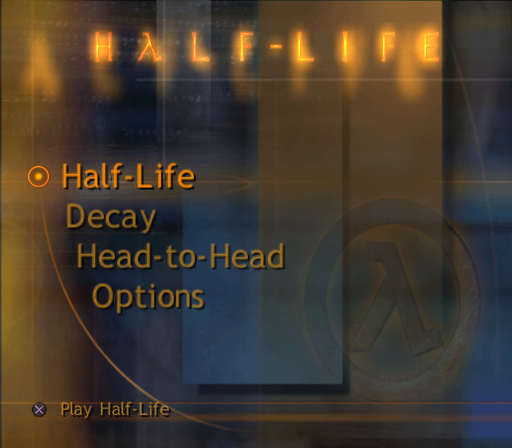 HλLF-LIFE
Half-Life
Decay
Head-to-Head
Options
Play Half-Life